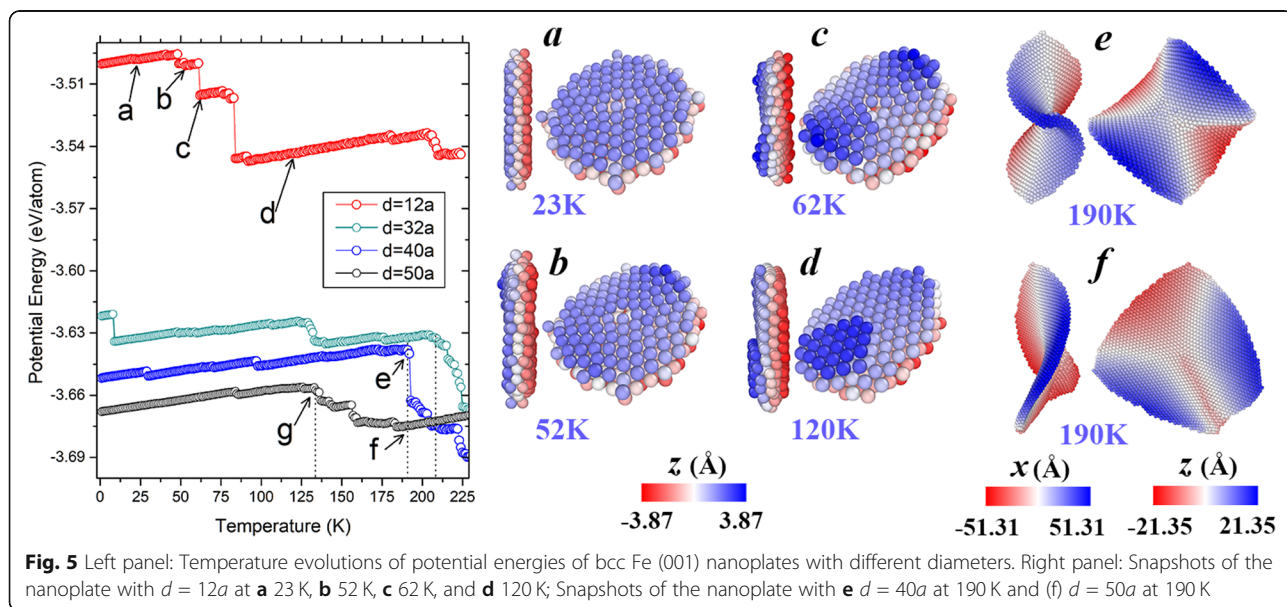 Potential Energy (eV/atom)
-3.51
-3.54
-3.57
-3.60
-3.63
-3.66
-3.69
a
b
c
d
d=12a
d=32a
d=40a
d=50a
e
g
f
0 25 50 75 100 125 150 175 200 225
Temperature (K)
a
23K
c
62K
e
190K
b
52K
d
120K
f
190K
z (Å)
-3.87 3.87
x (Å)
-51.31 51.31
z (Å)
-21.35 21.35
Fig. 5 Left panel: Temperature evolutions of potential energies of bcc Fe (001) nanoplates with different diameters. Right panel: Snapshots of the
nanoplate with d = 12a at a 23 K, b 52 K, c 62 K, and d 120 K; Snapshots of the nanoplate with e d = 40a at 190 K and (f) d = 50a at 190 K